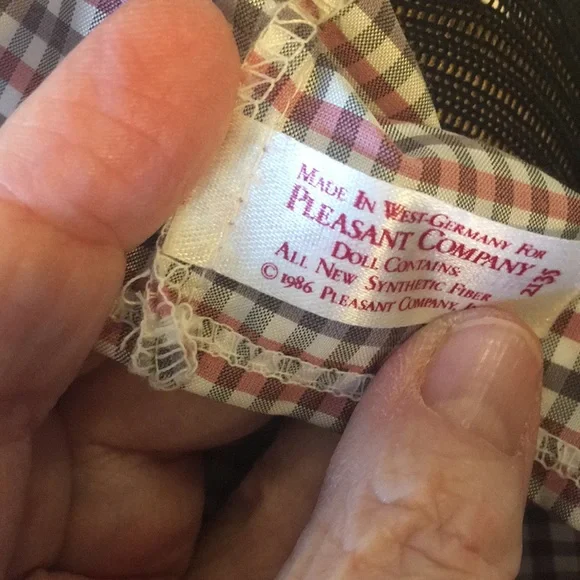 MADE IN WEST-GERMANY FOR
PLEASANT COMPANY
DOLL CONTAINS:
ALL NEW SYNTHETIC FIBER
© 1986 PLEASANT COMPANY,